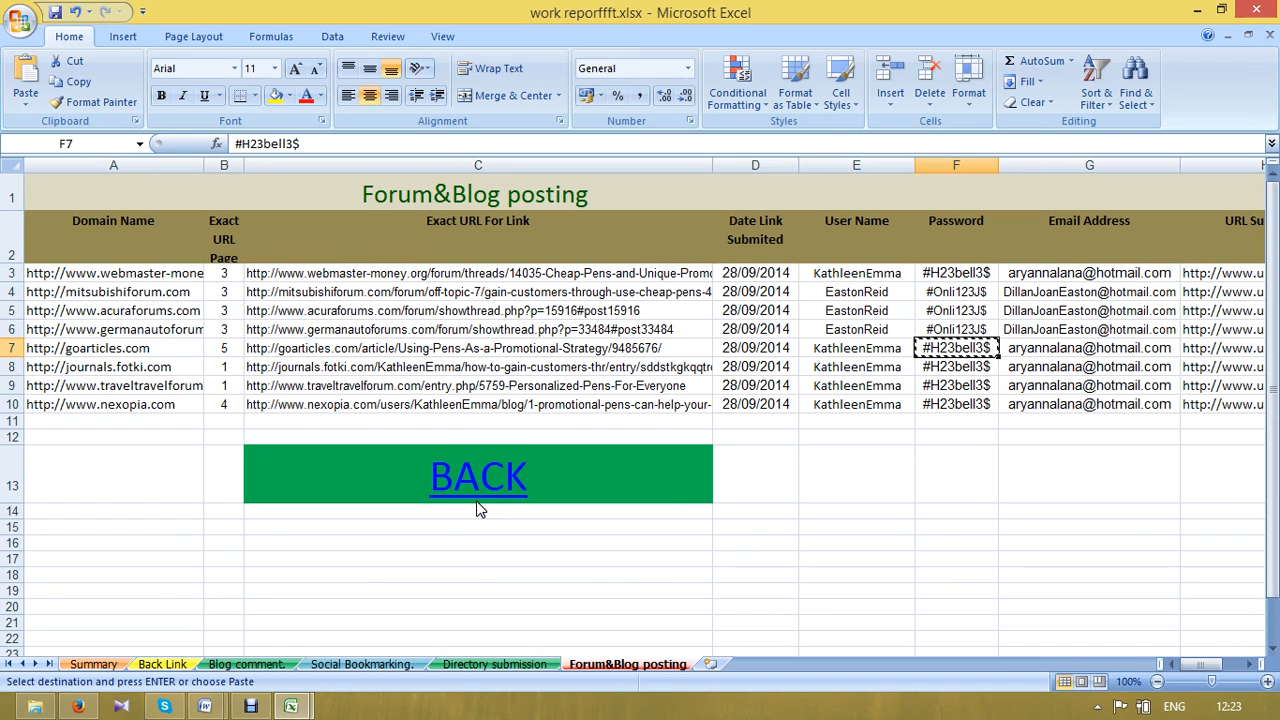 work reporffft.xlsx - Microsoft Excel
Home Insert Page Layout Formulas Data Review View
Paste
Cut
Copy
Format Painter
Clipboard
Arial 11
B I U
Font
Wrap Text
Merge & Center
Alignment
General
% ,
Number
Conditional Formatting
Format as Table
Cell Styles
Styles
Insert
Delete
Format
Cells
Σ AutoSum
Fill
Clear
Sort & Filter
Find & Select
Editing
F7 fx #H23bell3$
A B C D E F G
1 Forum&Blog posting
2 Domain Name Exact URL Page Exact URL For Link Date Link Submited User Name Password Email Address URL Su
3 http://www.webmaster-mone 3 http://www.webmaster-money.org/forum/threads/14035-Cheap-Pens-and-Unique-Promo 28/09/2014 KathleenEmma #H23bell3$ aryannalana@hotmail.com http://www.u
4 http://mitsubishiforum.com 3 http://mitsubishiforum.com/forum/off-topic-7/gain-customers-through-use-cheap-pens-4 28/09/2014 EastonReid #Onli123J$ DillanJoanEaston@hotmail.com http://www.u
5 http://www.acuraforums.com 3 http://www.acuraforums.com/forum/showthread.php?p=15916#post15916 28/09/2014 EastonReid #Onli123J$ DillanJoanEaston@hotmail.com http://www.u
6 http://www.germanautoforum 3 http://www.germanautoforums.com/forum/showthread.php?p=33484#post33484 28/09/2014 EastonReid #Onli123J$ DillanJoanEaston@hotmail.com http://www.u
7 http://goarticles.com 5 http://goarticles.com/article/Using-Pens-As-a-Promotional-Strategy/9485676/ 28/09/2014 KathleenEmma #H23bell3$ aryannalana@hotmail.com http://www.u
8 http://journals.fotki.com 1 http://journals.fotki.com/KathleenEmma/how-to-gain-customers-thr/entry/sddstkgkqqtr 28/09/2014 KathleenEmma #H23bell3$ aryannalana@hotmail.com http://www.u
9 http://www.traveltravelforum 1 http://www.traveltravelforum.com/entry.php/5759-Personalized-Pens-For-Everyone 28/09/2014 KathleenEmma #H23bell3$ aryannalana@hotmail.com http://www.u
10 http://www.nexopia.com 4 http://www.nexopia.com/users/KathleenEmma/blog/1-promotional-pens-can-help-your- 28/09/2014 KathleenEmma #H23bell3$ aryannalana@hotmail.com http://www.u
11
12
13 BACK
14
15
16
17
18
19
20
21
22
23
Summary Back Link Blog comment. Social Bookmarking. Directory submission Forum&Blog posting
Select destination and press ENTER or choose Paste 100%
ENG 12:23